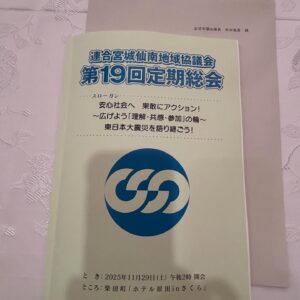 連合宮城仙南地域協議会
第19回定期総会
スローガン
安心社会へ 果敢にアクション!
~広げよう「理解・共感・参加」の輪~
東日本大震災を語り継ごう!
と き:2025年11月29日(土)午後2時 開会
ところ:柴田町「ホテル原田inさくら」